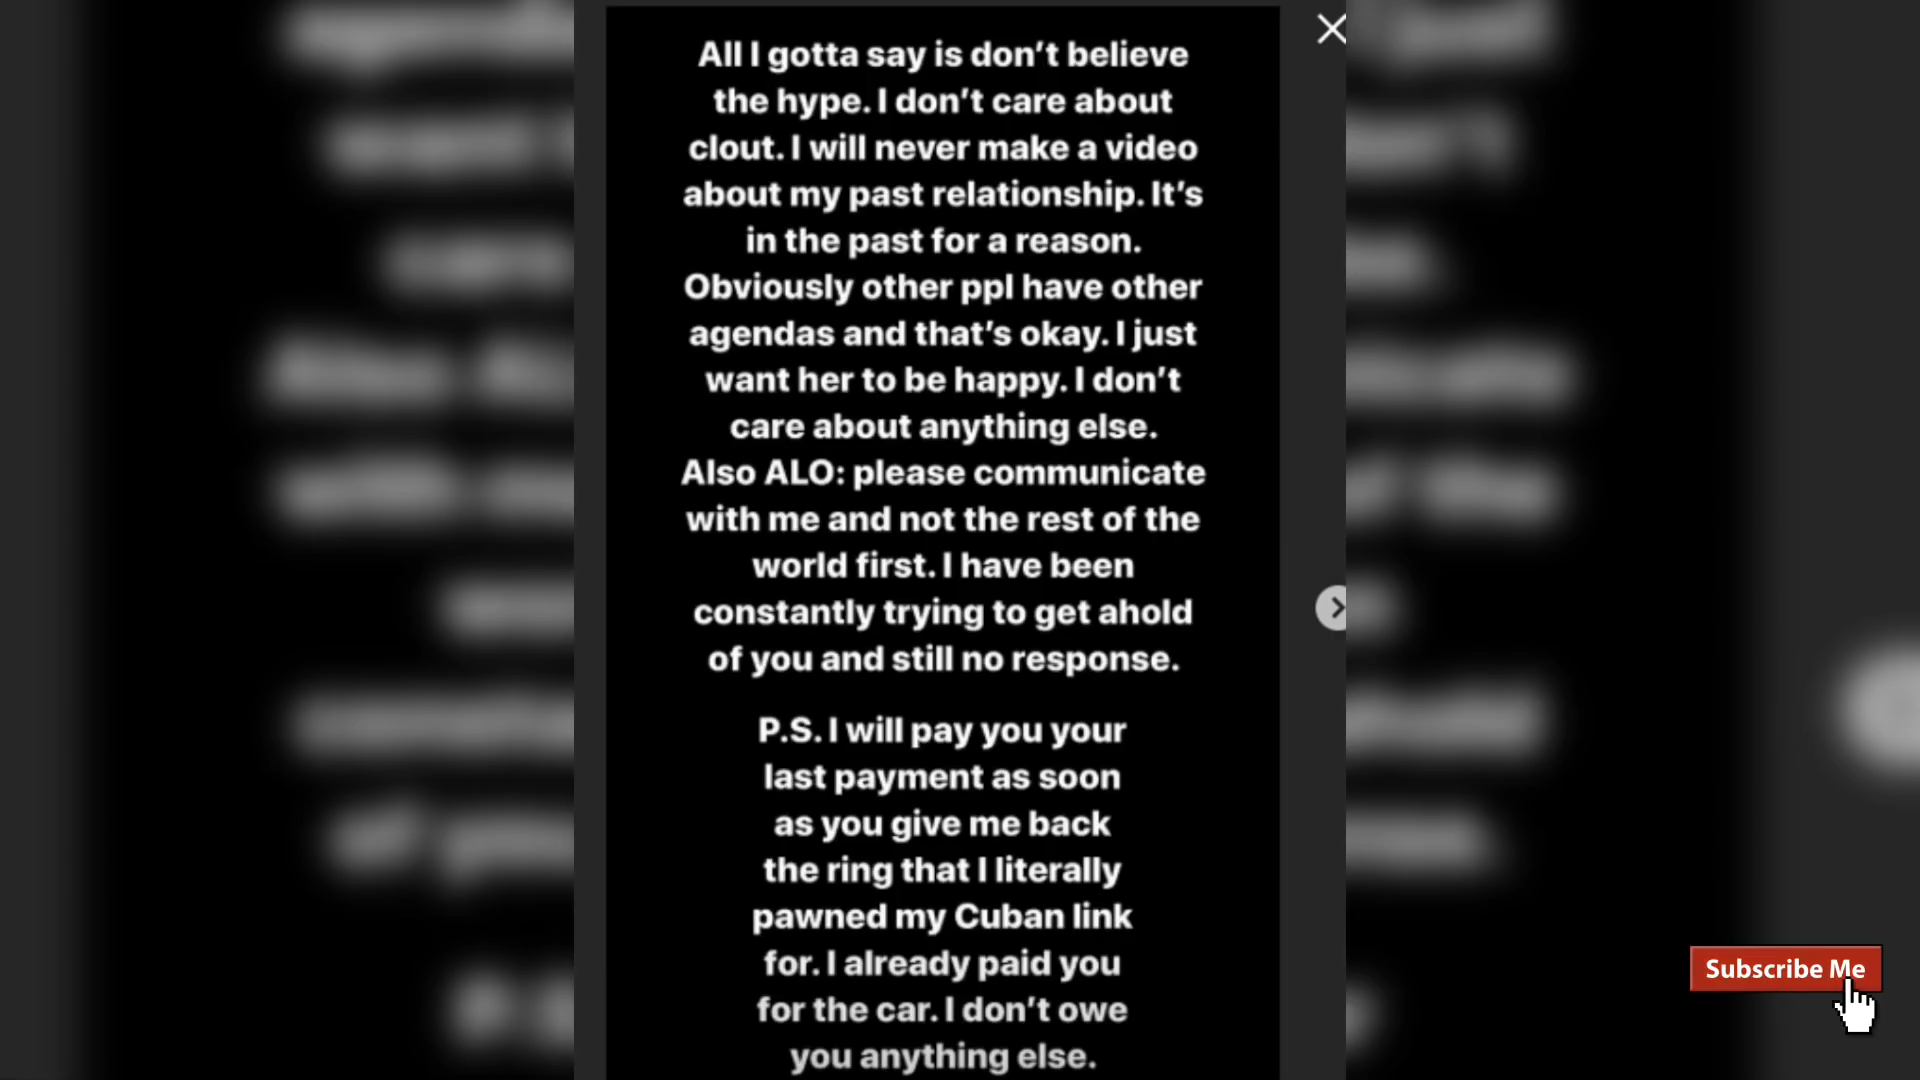 All I gotta say is don't believe
the hype. I don't care about
clout. I will never make a video
about my past relationship. It's
in the past for a reason.
Obviously other ppl have other
agendas and that's okay. I just
want her to be happy. I don't
care about anything else.
Also ALO: please communicate
with me and not the rest of the
world first. I have been
constantly trying to get ahold
of you and still no response.
P.S. I will pay you your
last payment as soon
as you give me back
the ring that I literally
pawned my Cuban link
for. I already paid you
for the car. I don't owe
you anything else.
Subscribe Me